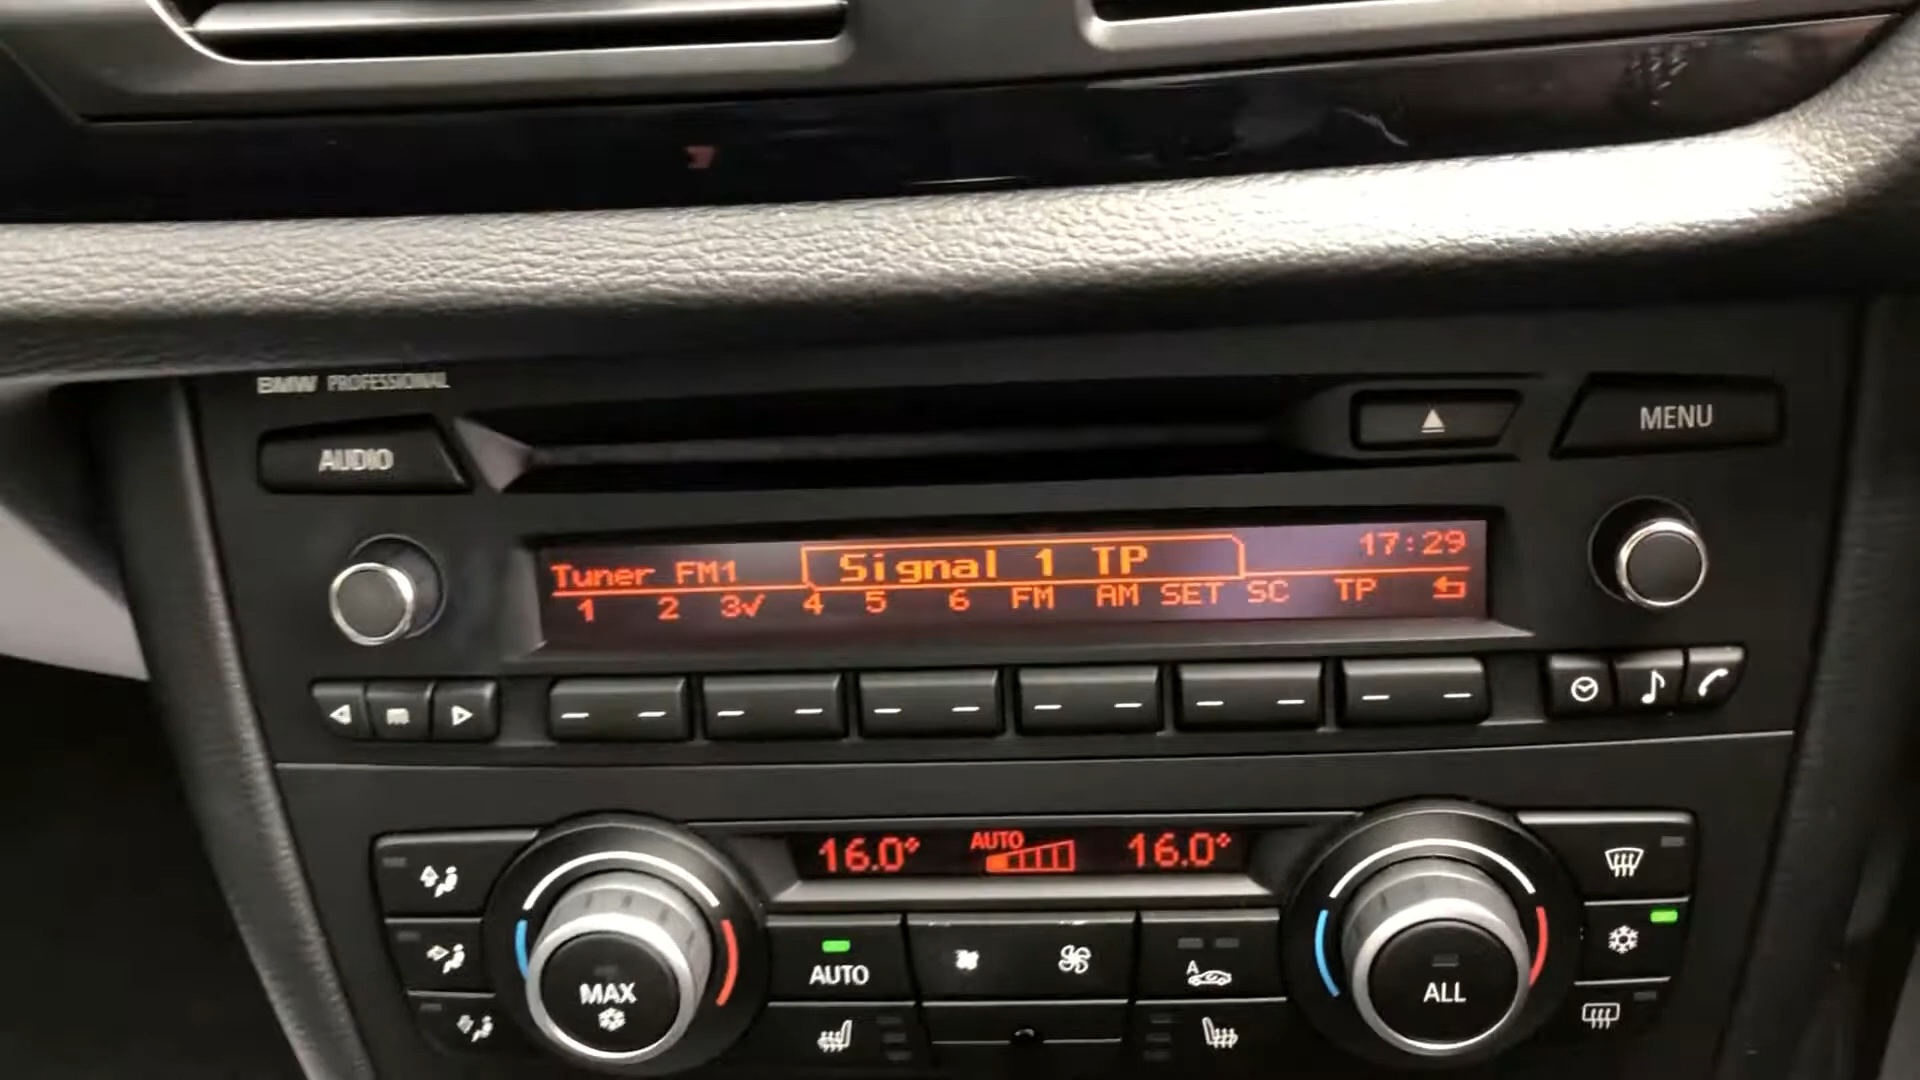 BMW PROFESSIONAL
AUDIO
MENU
Tuner FM1
Signal 1 TP
17:29
1 2 3✓ 4 5 6 FM AM SET SC TP
m
16.0° AUTO 16.0°
AUTO
A
MAX
ALL